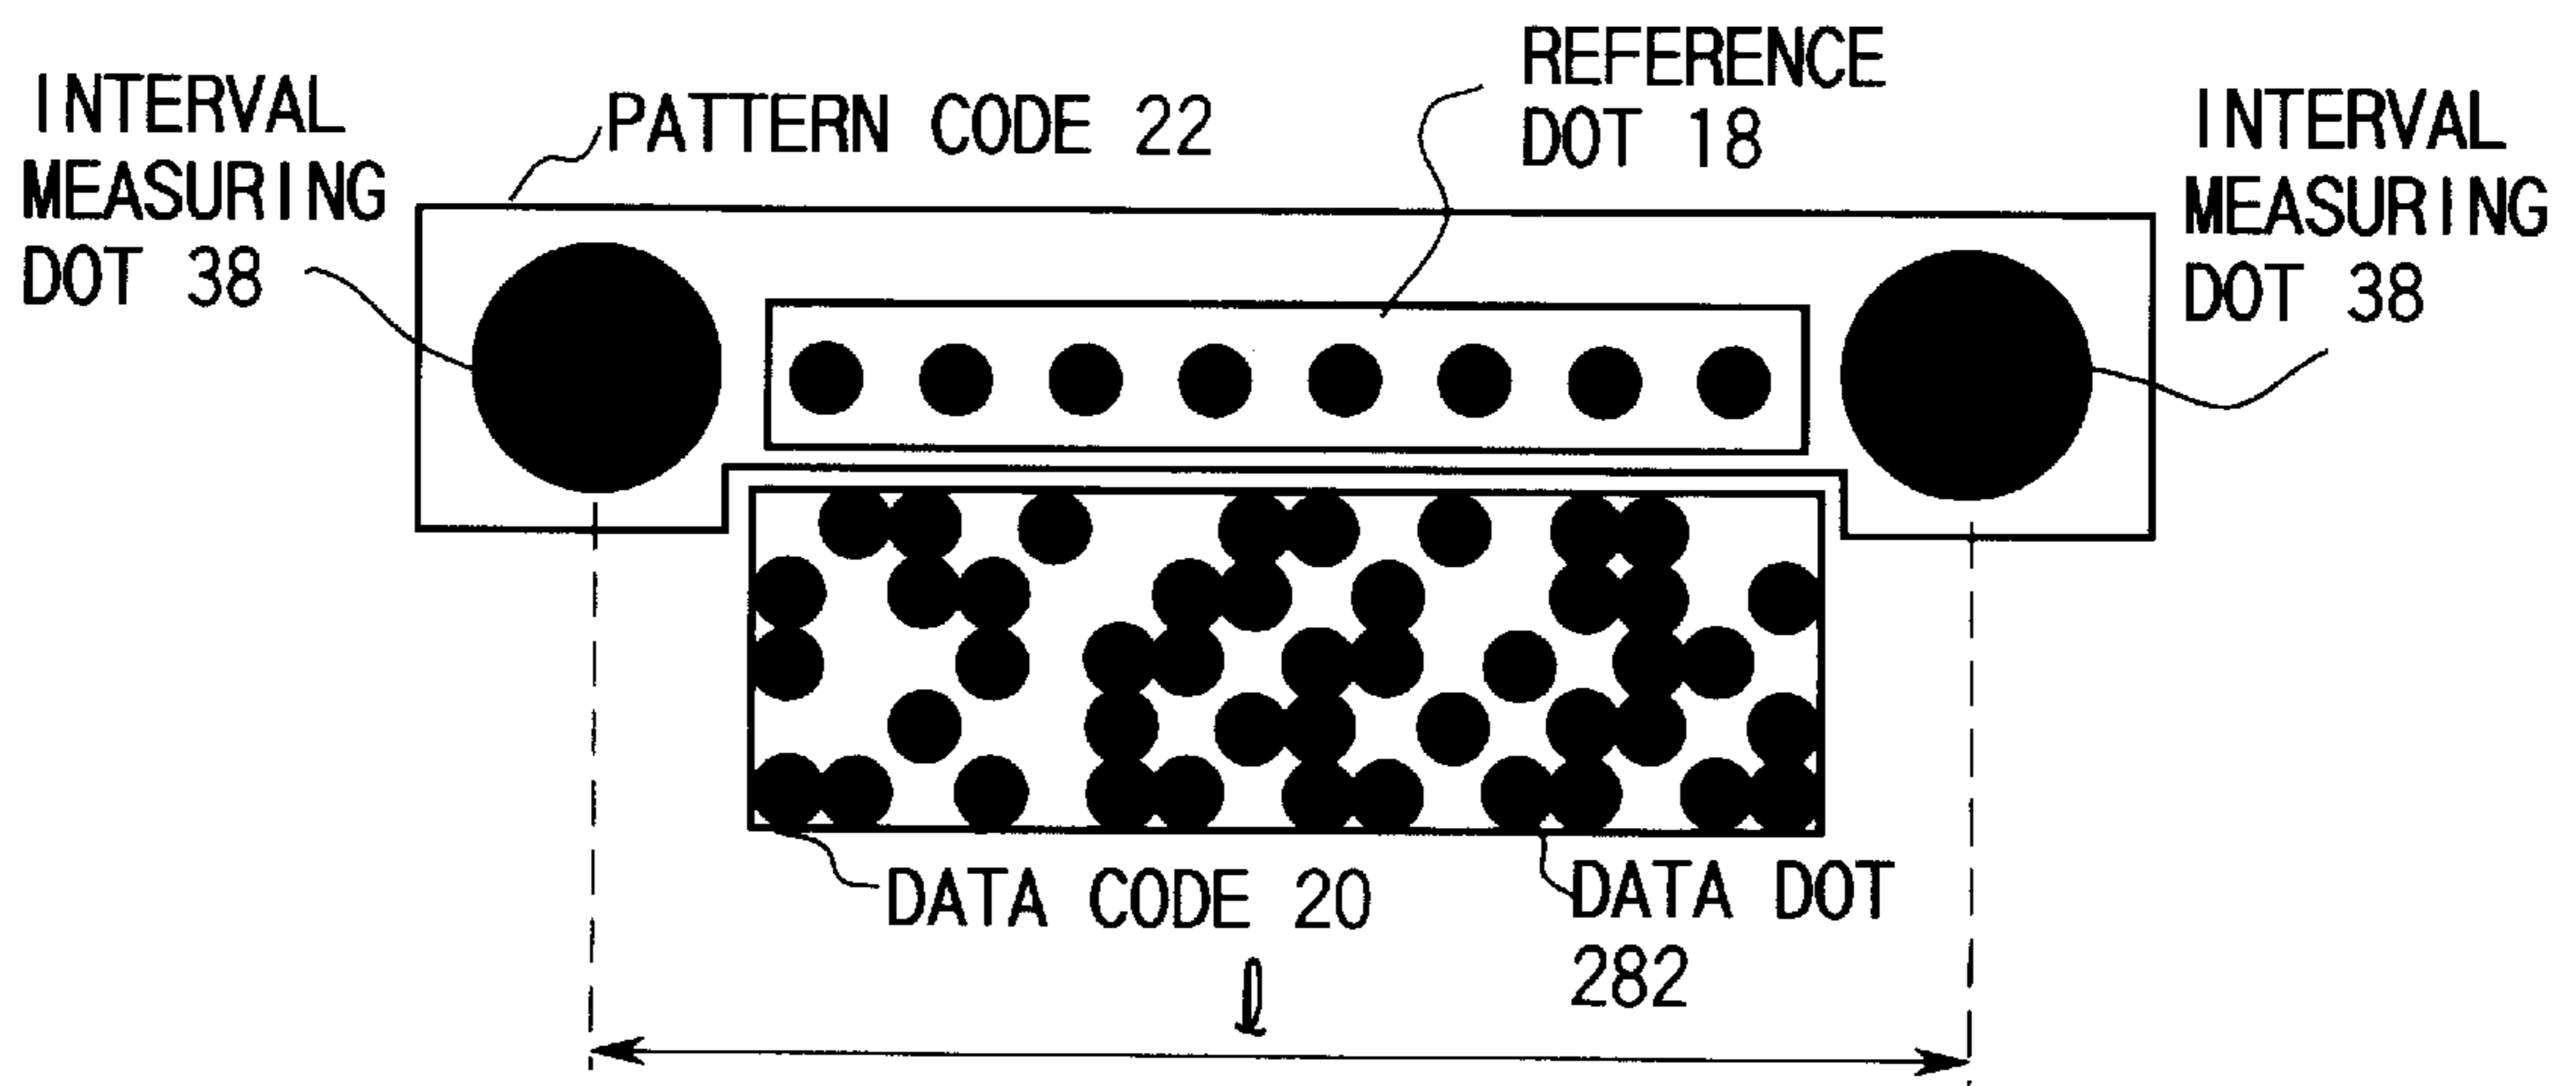 INTERVAL
MEASURING
DOT 38
PATTERN CODE 22
REFERENCE
DOT 18
INTERVAL
MEASURING
DOT 38
DATA CODE 20
DATA DOT
282
l